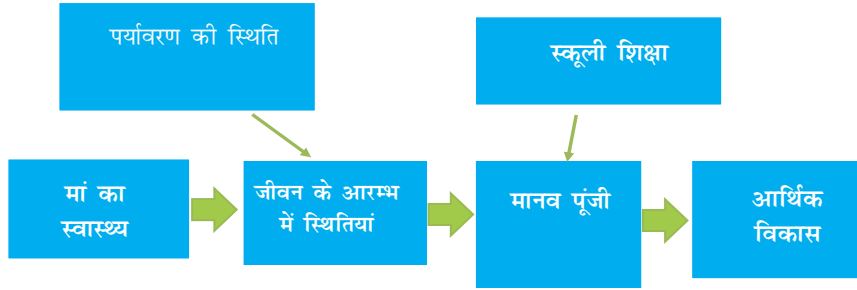 पर्यावरण की स्थिति
स्कूली शिक्षा
मां का
स्वास्थ्य
जीवन के आरम्भ
में स्थितियां
मानव पूंजी
आर्थिक
विकास